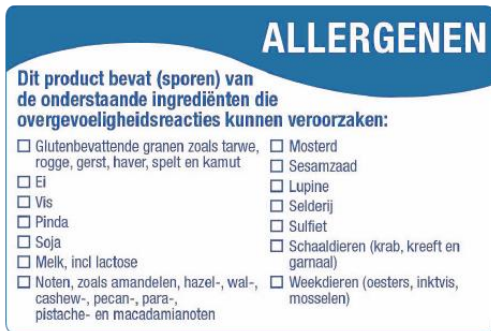 ALLERGENEN
Dit product bevat (sporen) van
de onderstaande ingrediënten die
overgevoeligheidsreacties kunnen veroorzaken:
Glutenbevattende granen zoals tarwe,
rogge, gerst, haver, spelt en kamut
Ei
Vis
Pinda
Soja
Melk, incl lactose
Noten, zoals amandelen, hazel-, wal-,
cashew-, pecan-, para-,
pistache- en macadamianoten
Mosterd
Sesamzaad
Lupine
Selderij
Sulfiet
Schaaldieren (krab, kreeft en
garnaal)
Weekdieren (oesters, inktvis,
mosselen)